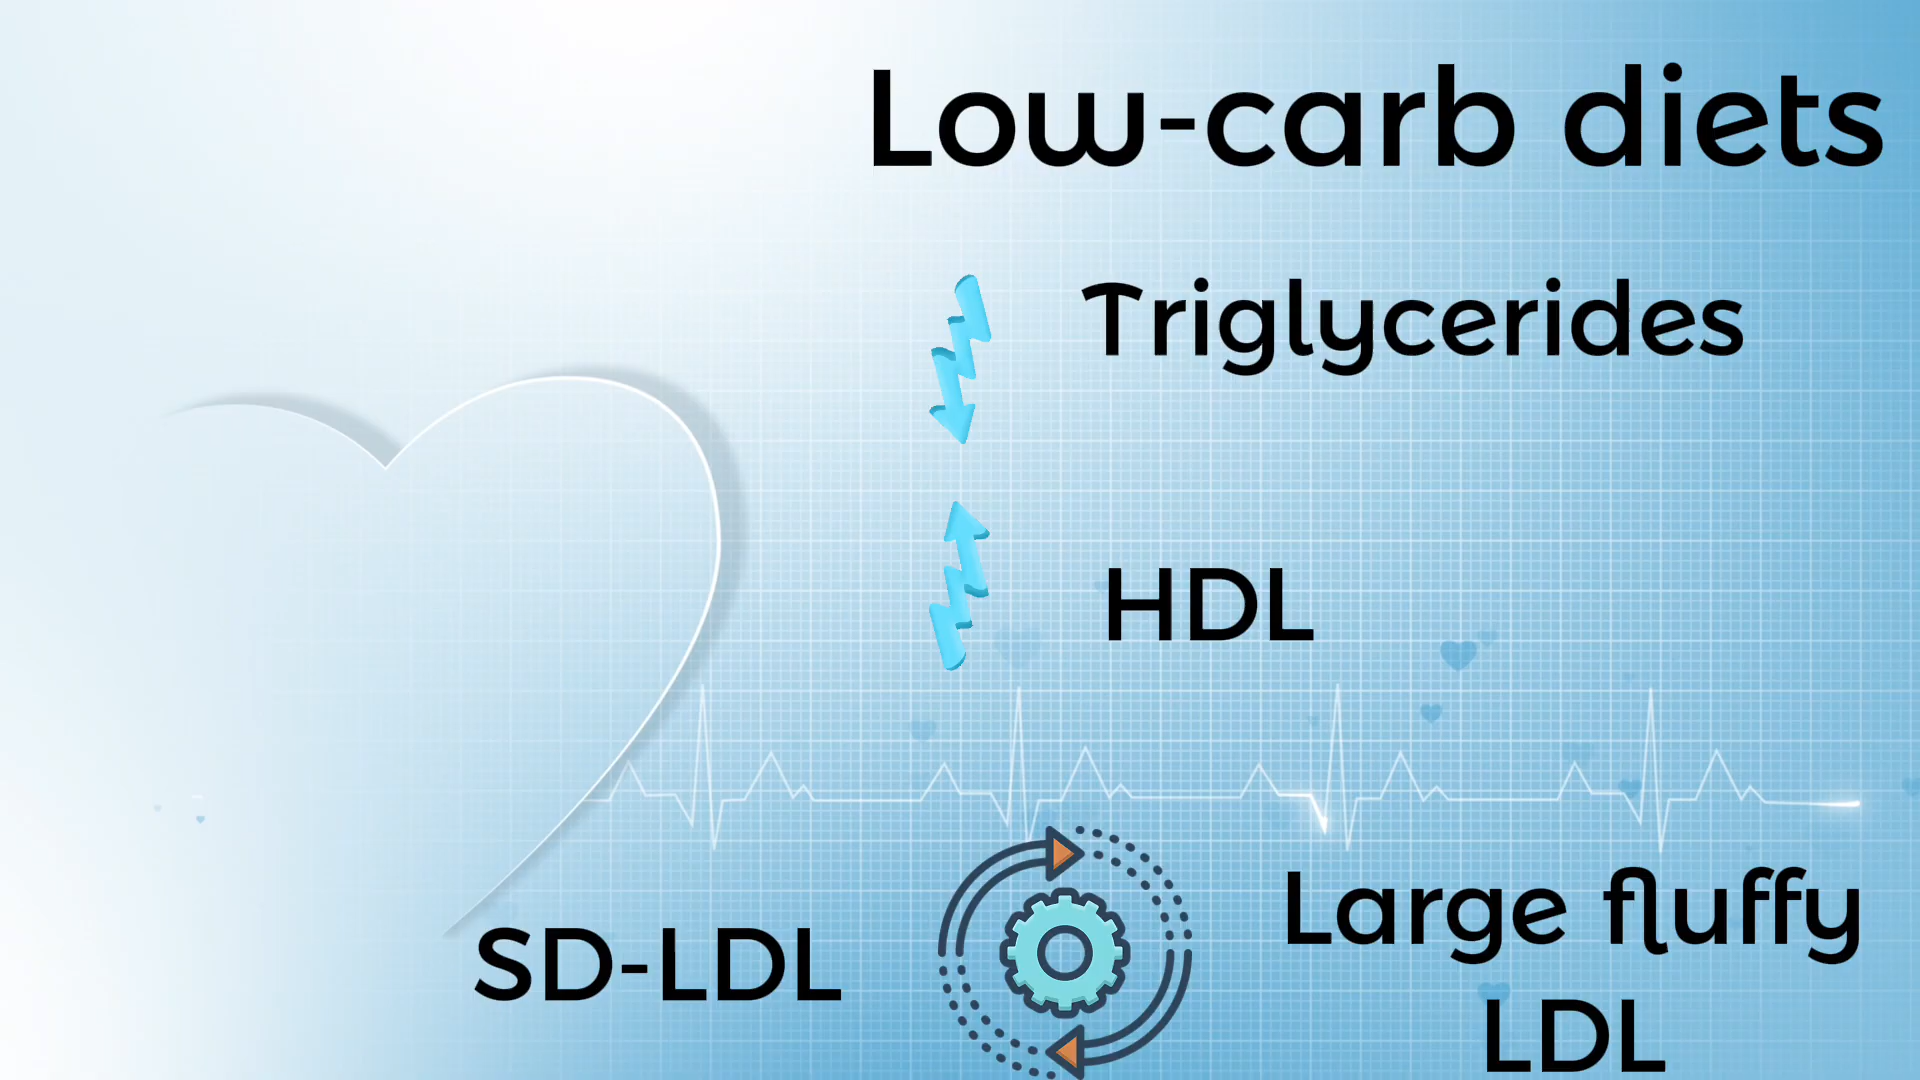 Low-carb diets
Triglycerides
HDL
SD-LDL
Large fluffy
LDL